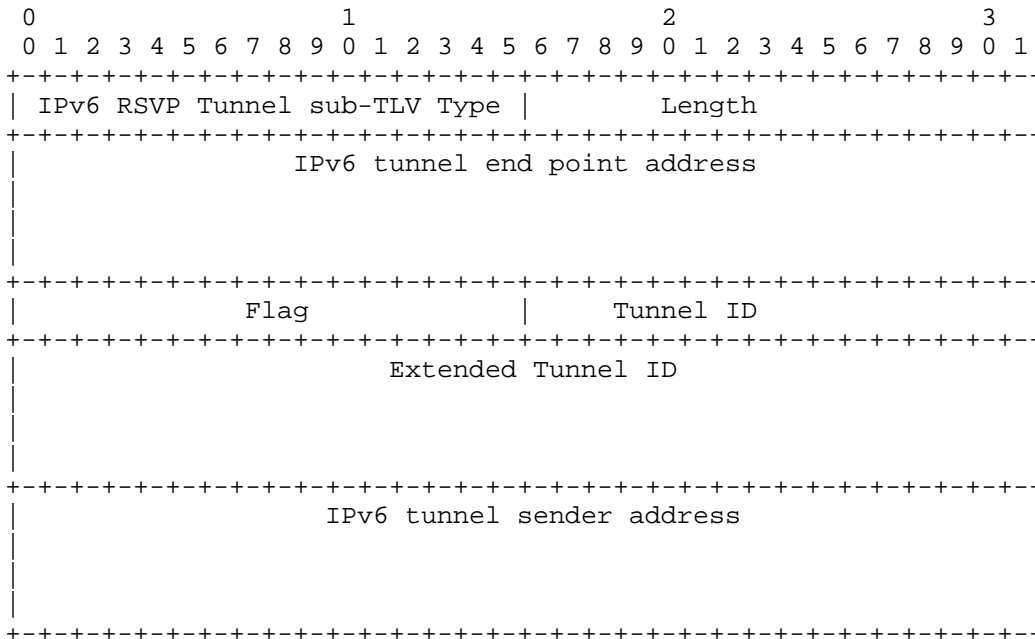 0                   1                   2                   3
 0 1 2 3 4 5 6 7 8 9 0 1 2 3 4 5 6 7 8 9 0 1 2 3 4 5 6 7 8 9 0 1
+-+-+-+-+-+-+-+-+-+-+-+-+-+-+-+-+-+-+-+-+-+-+-+-+-+-+-+-+-+-+-+--
| IPv6 RSVP Tunnel sub-TLV Type |        Length
+-+-+-+-+-+-+-+-+-+-+-+-+-+-+-+-+-+-+-+-+-+-+-+-+-+-+-+-+-+-+-+--
|                 IPv6 tunnel end point address
|
|
|
+-+-+-+-+-+-+-+-+-+-+-+-+-+-+-+-+-+-+-+-+-+-+-+-+-+-+-+-+-+-+-+--
|              Flag             |     Tunnel ID
+-+-+-+-+-+-+-+-+-+-+-+-+-+-+-+-+-+-+-+-+-+-+-+-+-+-+-+-+-+-+-+--
|                       Extended Tunnel ID
|
|
|
+-+-+-+-+-+-+-+-+-+-+-+-+-+-+-+-+-+-+-+-+-+-+-+-+-+-+-+-+-+-+-+--
|                   IPv6 tunnel sender address
|
|
|
+-+-+-+-+-+-+-+-+-+-+-+-+-+-+-+-+-+-+-+-+-+-+-+-+-+-+-+-+-+-+-+--